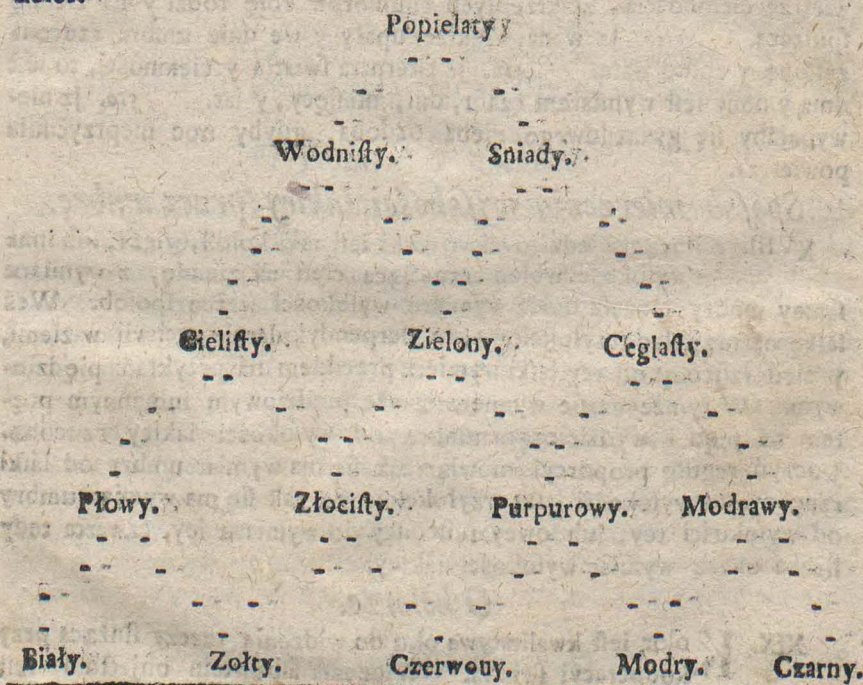 Popielaty
Wodniſty. Sniady.
Cieliſty. Zielony. Ceglaſty.
Płowy. Złociſty. Purpurowy. Modrawy.
Biały. Zołty. Czerwony. Modry. Czarny.